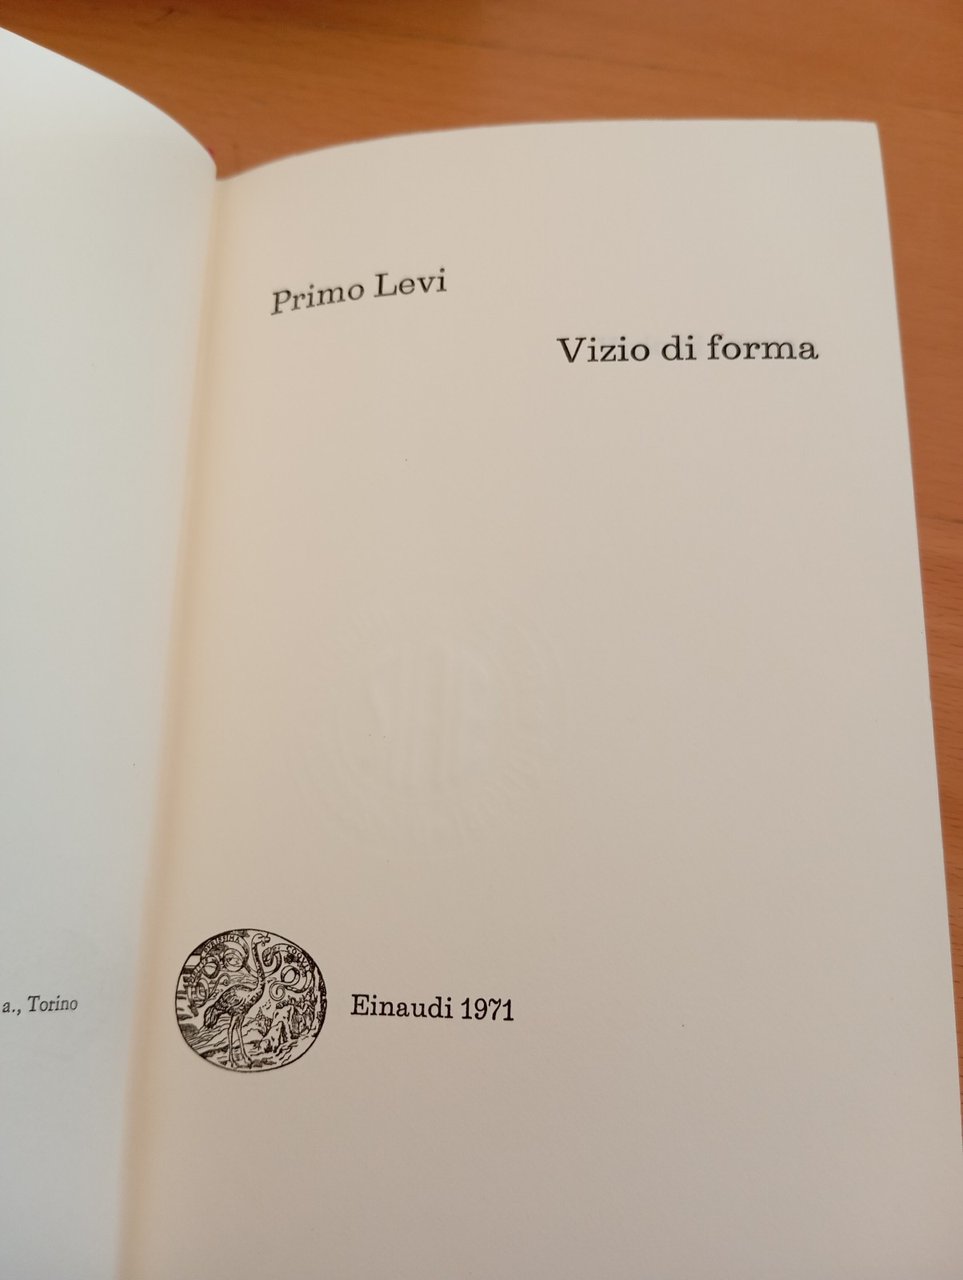 a., Torino
Primo Levi
Vizio di forma
Einaudi 1971